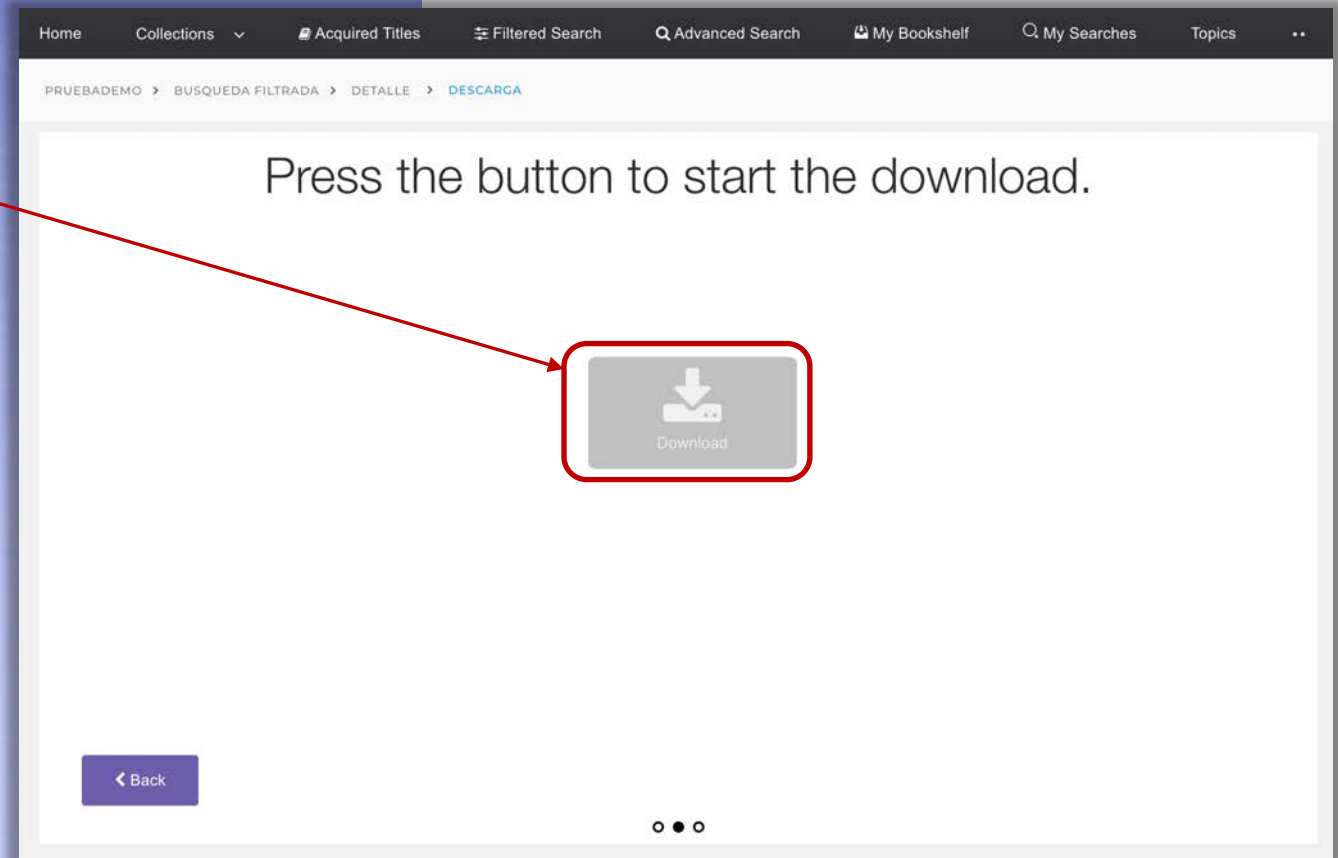 Home Collections Acquired Titles Filtered Search Advanced Search My Bookshelf My Searches Topics ..
PRUEBADEMO > BUSQUEDA FILTRADA > DETALLE > DESCARGA
Press the button to start the download.
Download
Back